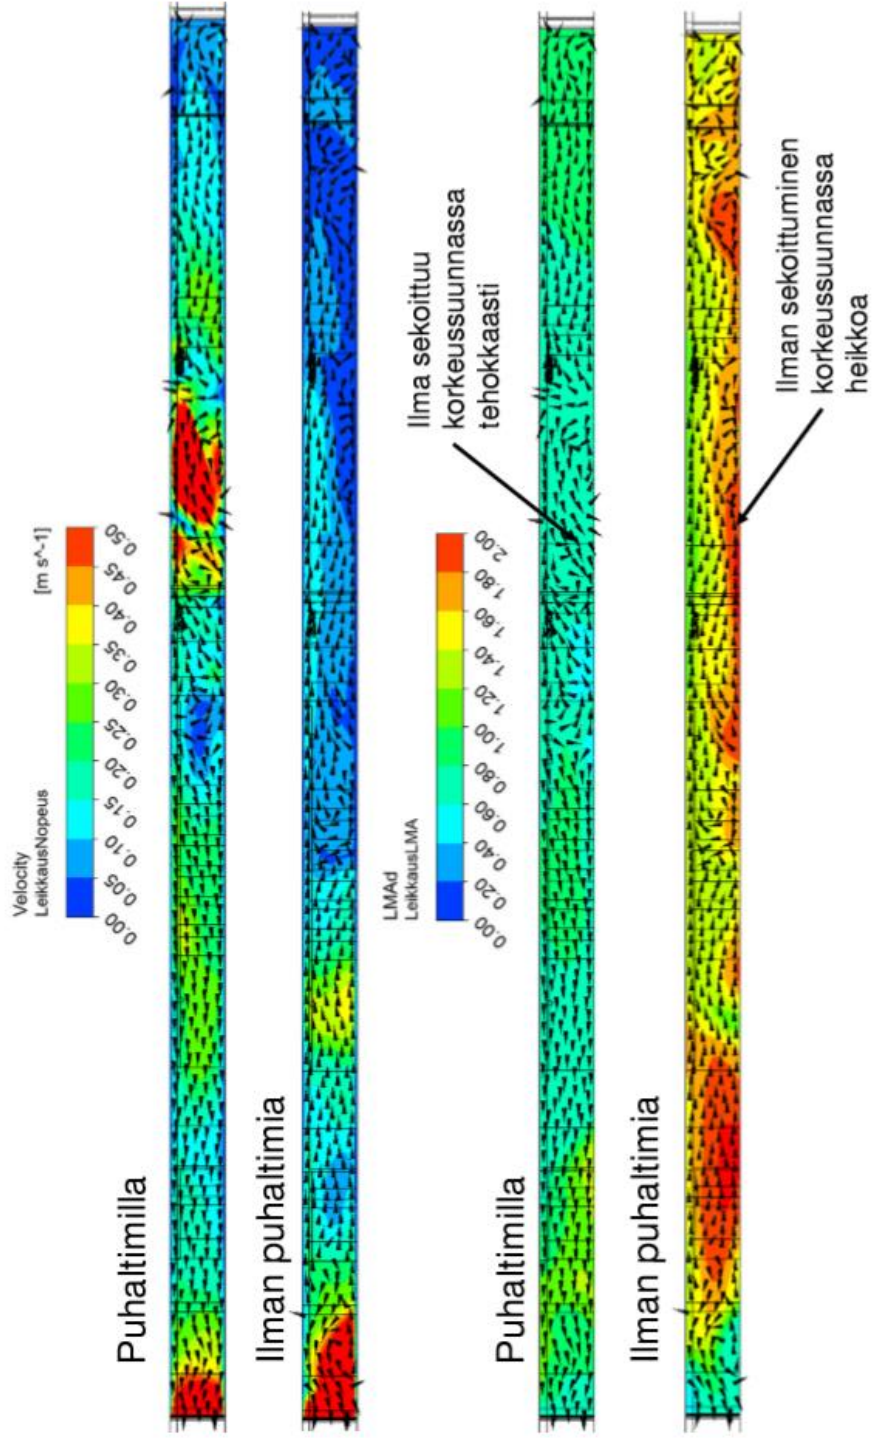 Velocity
LeikkausNopeus
[m s^-1]
0.00 0.05 0.10 0.15 0.20 0.25 0.30 0.35 0.40 0.45 0.50
Puhaltimilla
Ilman puhaltimia
LMAd
LeikkausLMA
0.00 0.20 0.40 0.60 0.80 1.00 1.20 1.40 1.60 1.80 2.00
Ilma sekoittuu
korkeussuunnassa
tehokkaasti
Puhaltimilla
Ilman puhaltimia
Ilman sekoittuminen
korkeussuunnassa
heikkoa